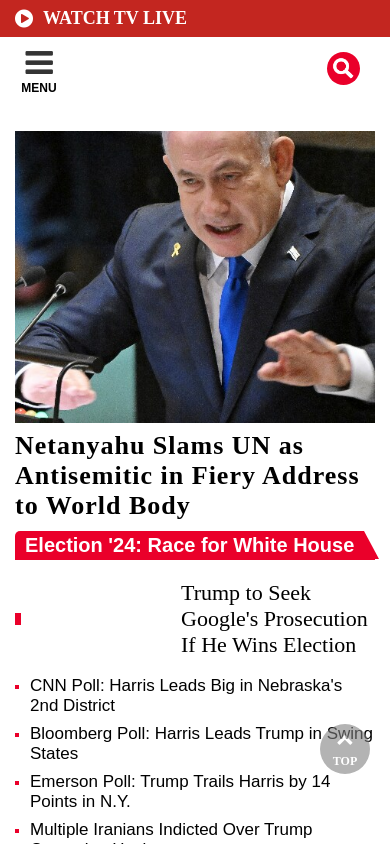 WATCH TV LIVE
MENU
Netanyahu Slams UN as
Antisemitic in Fiery Address
to World Body
Election '24: Race for White House
Trump to Seek
Google's Prosecution
If He Wins Election
CNN Poll: Harris Leads Big in Nebraska's
2nd District
Bloomberg Poll: Harris Leads Trump in Swing
States
TOP
Emerson Poll: Trump Trails Harris by 14
Points in N.Y.
Multiple Iranians Indicted Over Trump